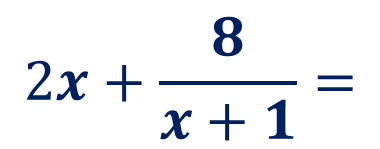 2x + 8/(x + 1) =